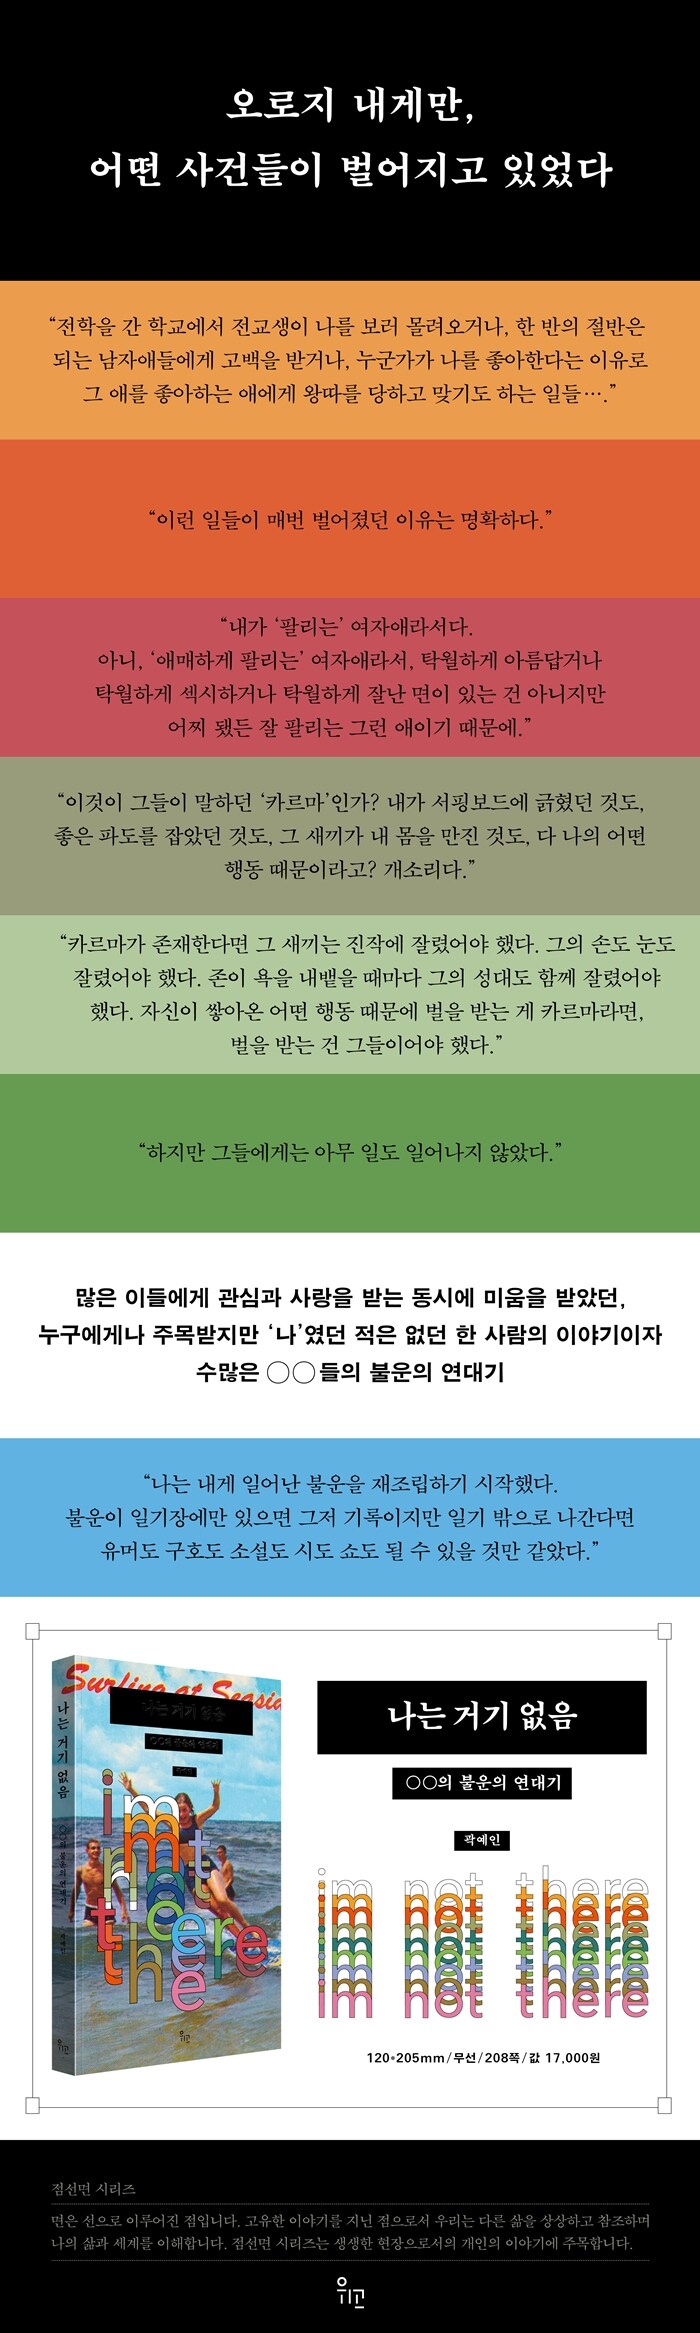 오로지 내게만,
어떤 사건들이 벌어지고 있었다
“전학을 간 학교에서 전교생이 나를 보러 몰려오거나, 한 반의 절반은
되는 남자애들에게 고백을 받거나, 누군가가 나를 좋아한다는 이유로
그 애를 좋아하는 애에게 왕따를 당하고 맞기도 하는 일들….”
“이런 일들이 매번 벌어졌던 이유는 명확하다.”
“내가 ‘팔리는’ 여자애라서다.
아니, ‘애매하게 팔리는’ 여자애라서, 탁월하게 아름답거나
탁월하게 섹시하거나 탁월하게 잘난 면이 있는 건 아니지만
어찌 됐든 잘 팔리는 그런 애이기 때문에.”
“이것이 그들이 말하던 ‘카르마’인가? 내가 서핑보드에 긁혔던 것도,
좋은 파도를 잡았던 것도, 그 새끼가 내 몸을 만진 것도, 다 나의 어떤
행동 때문이라고? 개소리다.”
“카르마가 존재한다면 그 새끼는 진작에 잘렸어야 했다. 그의 손도 눈도
잘렸어야 했다. 존이 욕을 내뱉을 때마다 그의 성대도 함께 잘렸어야
했다. 자신이 쌓아온 어떤 행동 때문에 벌을 받는 게 카르마라면,
벌을 받는 건 그들이어야 했다.”
“하지만 그들에게는 아무 일도 일어나지 않았다.”
많은 이들에게 관심과 사랑을 받는 동시에 미움을 받았던,
누구에게나 주목받지만 ‘나’였던 적은 없던 한 사람의 이야기이자
수많은 ○○들의 불운의 연대기
“나는 내게 일어난 불운을 재조립하기 시작했다.
불운이 일기장에만 있으면 그저 기록이지만 일기 밖으로 나간다면
유머도 구호도 소설도 시도 쇼도 될 수 있을 것만 같았다.”
Surfing at Seasid
나는 거기 없음
○○의 불운의 연대기
곽예인
나는 거기 없음
○○의 불운의 연대기
im
not
there
위고
위고
나는 거기 없음
○○의 불운의 연대기
곽예인
im not there
120*205mm/무선/208쪽/값 17,000원
점선면 시리즈
면은 선으로 이루어진 점입니다. 고유한 이야기를 지닌 점으로서 우리는 다른 삶을 상상하고 참조하며
나의 삶과 세계를 이해합니다. 점선면 시리즈는 생생한 현장으로서의 개인의 이야기에 주목합니다.
위고